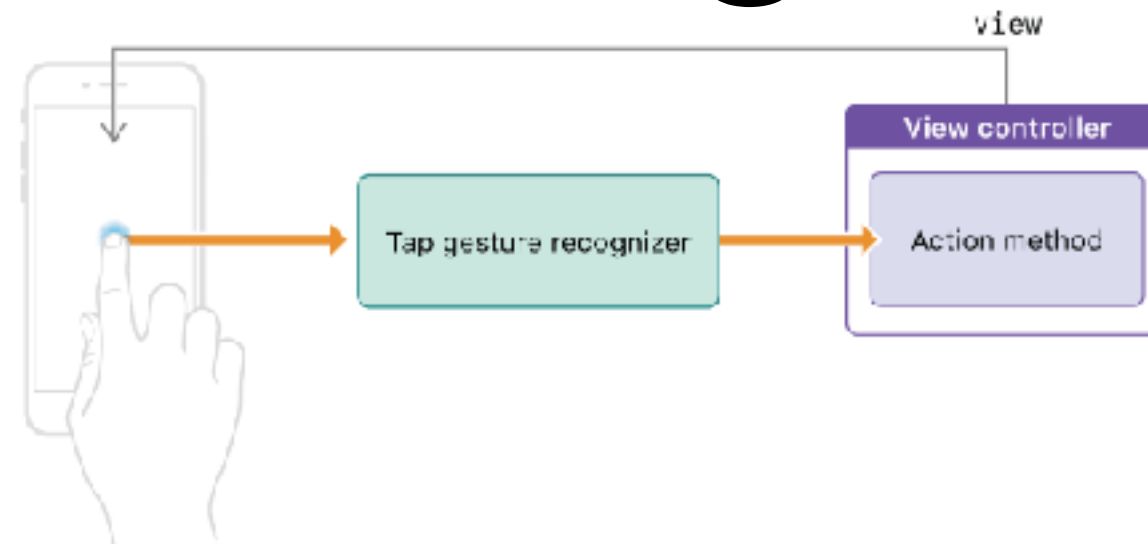 view
View controller
Tap gesture recognizer
Action method